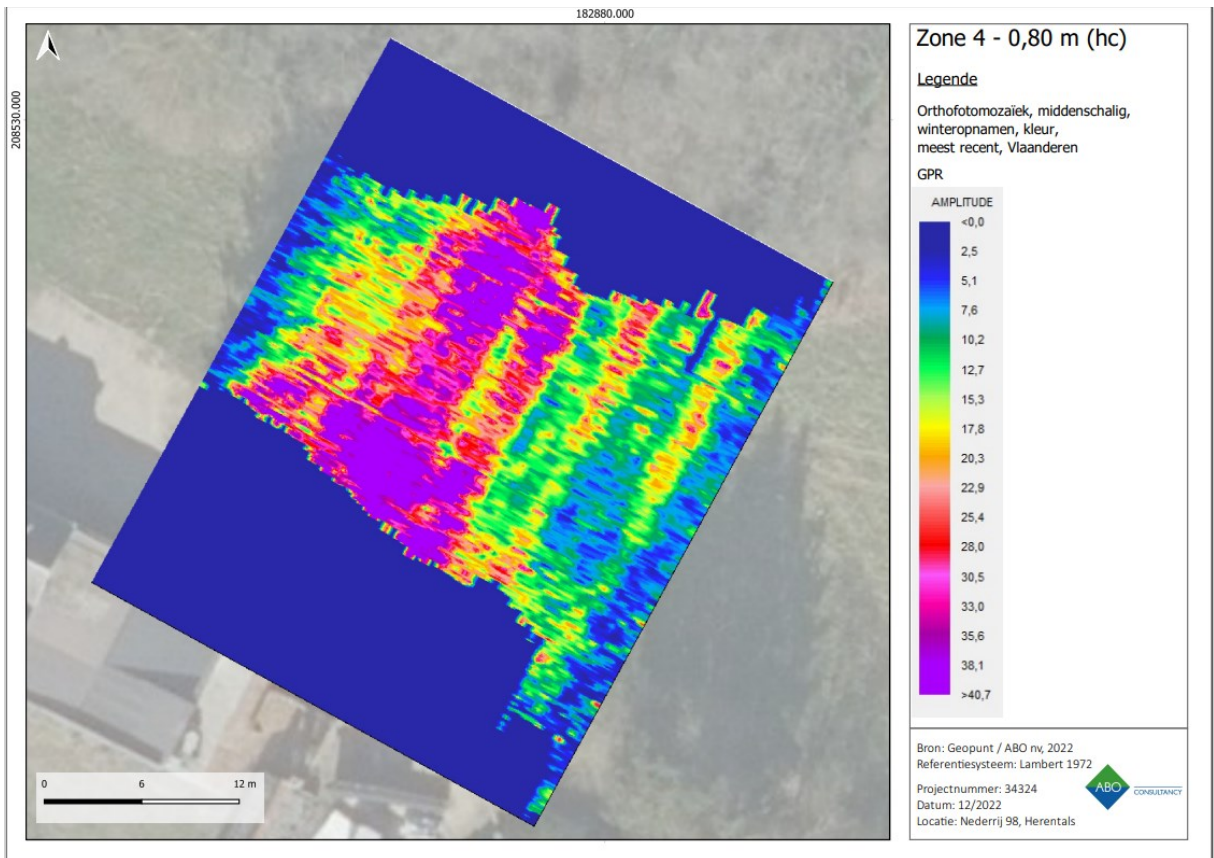 182880.000
208530.000
0 6 12 m
Zone 4 - 0,80 m (hc)
Legende
Orthofotomozaïek, middenschalig,
winteropnamen, kleur,
meest recent, Vlaanderen
GPR
AMPLITUDE
<0,0
2,5
5,1
7,6
10,2
12,7
15,3
17,8
20,3
22,9
25,4
28,0
30,5
33,0
35,6
38,1
>40,7
Bron: Geopunt / ABO nv, 2022
Referentiesysteem: Lambert 1972
Projectnummer: 34324
Datum: 12/2022
Locatie: Nederrij 98, Herentals
ABO CONSULTANCY